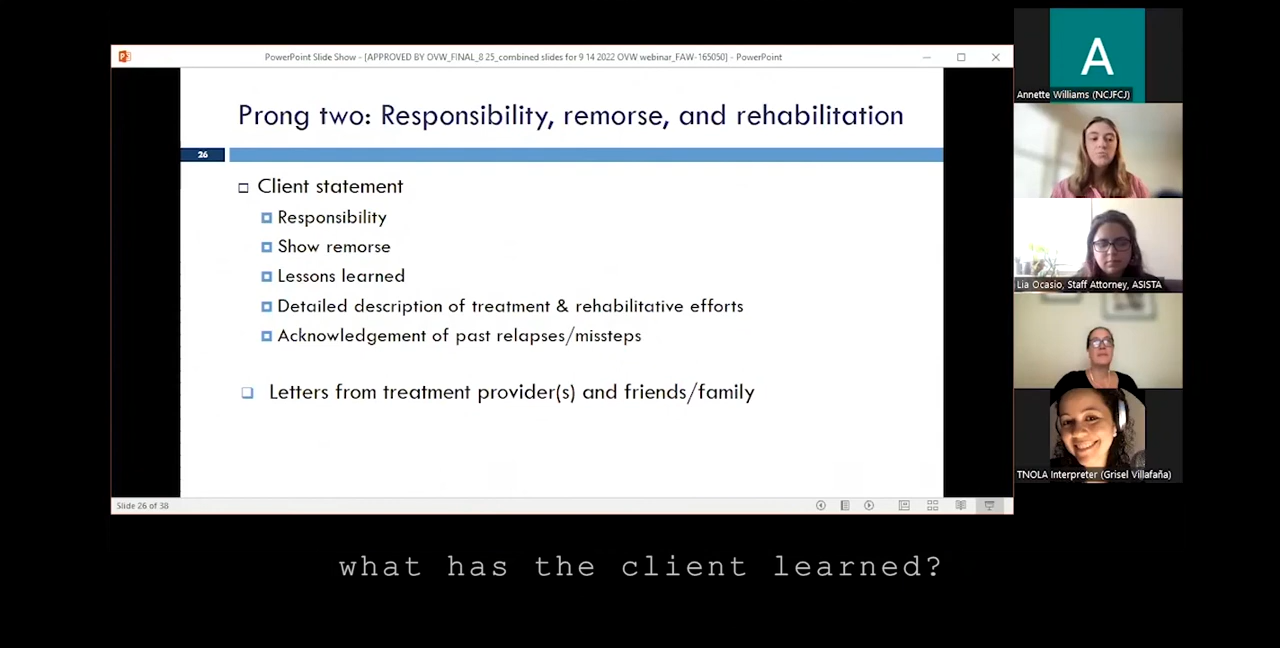 PowerPoint Slide Show - [APPROVED BY OVW_FINAL_8 25_combined slides for 9 14 2022 OVW webinar_FAW-165050] - PowerPoint
Prong two: Responsibility, remorse, and rehabilitation
26
Client statement
Responsibility
Show remorse
Lessons learned
Detailed description of treatment & rehabilitative efforts
Acknowledgement of past relapses/missteps
Letters from treatment provider(s) and friends/family
Slide 26 of 38
A
Annette Williams (NCJFCJ)
Lia Ocasio, Staff Attorney, ASISTA
TNOLA Interpreter (Grisel Villafaña)
what has the client learned?